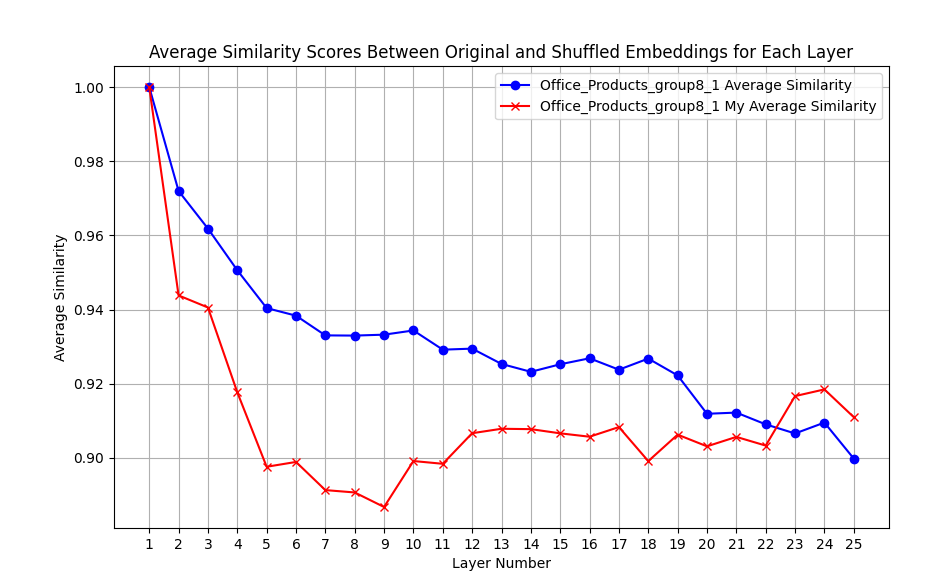 Average Similarity Scores Between Original and Shuffled Embeddings for Each Layer
Office_Products_group8_1 Average Similarity
Office_Products_group8_1 My Average Similarity
Average Similarity
1.00
0.98
0.96
0.94
0.92
0.90
1 2 3 4 5 6 7 8 9 10 11 12 13 14 15 16 17 18 19 20 21 22 23 24 25
Layer Number